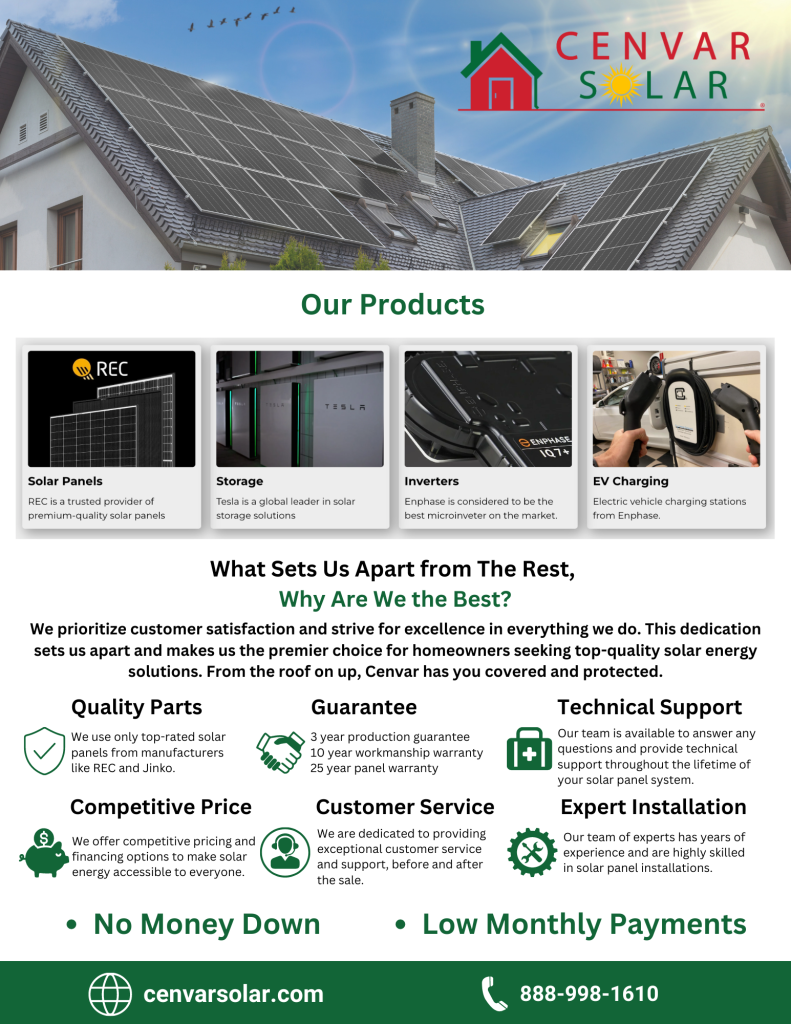 CENVAR
SOLAR
®
Our Products
REC
TESLA
TESLA
ENPHASE
ENPHASE
IQ7+
Solar Panels
Storage
Inverters
EV Charging
REC is a trusted provider of
premium-quality solar panels
Tesla is a global leader in solar
storage solutions
Enphase is considered to be the
best microinveter on the market.
Electric vehicle charging stations
from Enphase.
What Sets Us Apart from The Rest,
Why Are We the Best?
We prioritize customer satisfaction and strive for excellence in everything we do. This dedication
sets us apart and makes us the premier choice for homeowners seeking top-quality solar energy
solutions. From the roof on up, Cenvar has you covered and protected.
Quality Parts
We use only top-rated solar
panels from manufacturers
like REC and Jinko.
Guarantee
3 year production guarantee
10 year workmanship warranty
25 year panel warranty
Technical Support
Our team is available to answer any
questions and provide technical
support throughout the lifetime of
your solar panel system.
Competitive Price
We offer competitive pricing and
financing options to make solar
energy accessible to everyone.
Customer Service
We are dedicated to providing
exceptional customer service
and support, before and after
the sale.
Expert Installation
Our team of experts has years of
experience and are highly skilled
in solar panel installations.
• No Money Down
• Low Monthly Payments
cenvarsolar.com
888-998-1610